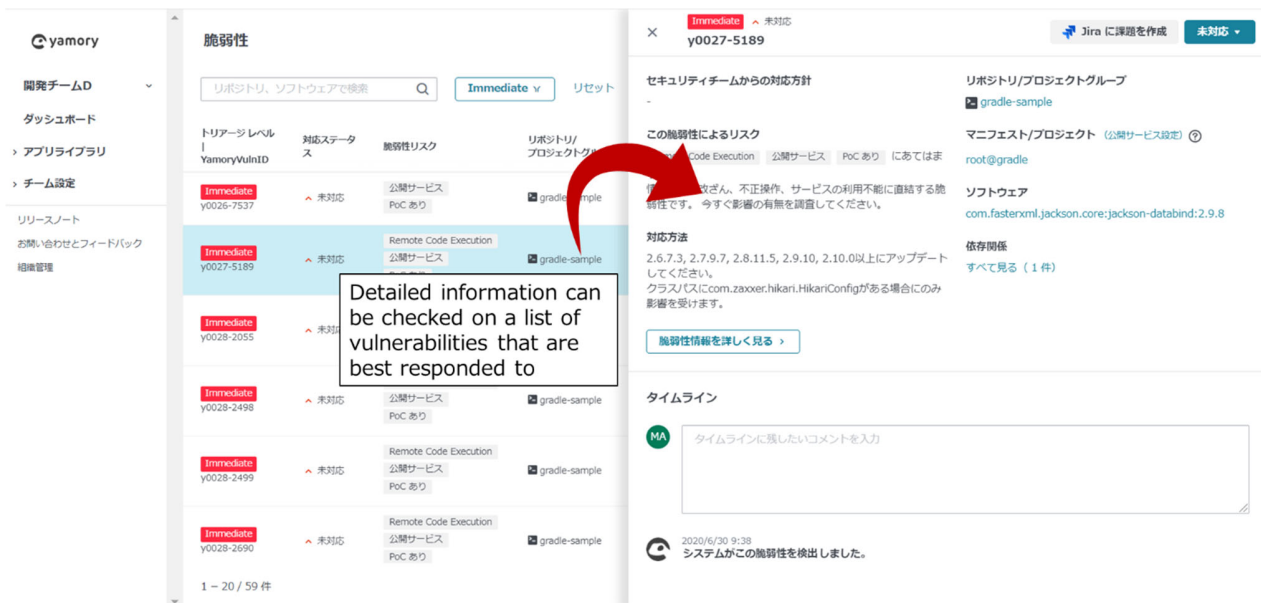 yamory
開発チームD
ダッシュボード
アプリライブラリ
チーム設定
リリースノート
お問い合わせとフィードバック
組織管理
脆弱性
リポジトリ、ソフトウェアで検索
Immediate
リセット
トリアージ レベル
|
YamoryVulnID
対応ステータ
ス
脆弱性リスク
リポジトリ/
プロジェクトグル
Immediate
y0026-7537
未対応
公開サービス
PoC あり
gradle
mple
Immediate
y0027-5189
未対応
Remote Code Execution
公開サービス
gradle-sample
Immediate
y0028-2055
未対
Detailed information can
be checked on a list of
vulnerabilities that are
best responded to
Immediate
y0028-2498
未対応
公開サービス
PoC あり
gradle-sample
Immediate
y0028-2499
未対応
Remote Code Execution
公開サービス
PoC あり
gradle-sample
Immediate
y0028-2690
未対応
Remote Code Execution
公開サービス
PoC あり
gradle-sample
1 – 20 / 59 件
Immediate 未対応
y0027-5189
Jira に課題を作成
未対応
セキュリティチームからの対応方針
-
この脆弱性によるリスク
Code Execution 公開サービス PoC あり にあてはま
改ざん、不正操作、サービスの利用不能に直結する脆
弱性です。 今すぐ影響の有無を調査してください。
対応方法
2.6.7.3, 2.7.9.7, 2.8.11.5, 2.9.10, 2.10.0以上にアップデート
してください。
クラスパスにcom.zaxxer.hikari.HikariConfigがある場合にのみ
影響を受けます。
脆弱性情報を詳しく見る
リポジトリ/プロジェクトグループ
gradle-sample
マニフェスト/プロジェクト (公開サービス設定) ?
root@gradle
ソフトウェア
com.fasterxml.jackson.core:jackson-databind:2.9.8
依存関係
すべて見る ( 1 件)
タイムライン
MA
タイムラインに残したいコメントを入力
2020/6/30 9:38
システムがこの脆弱性を検出しました。